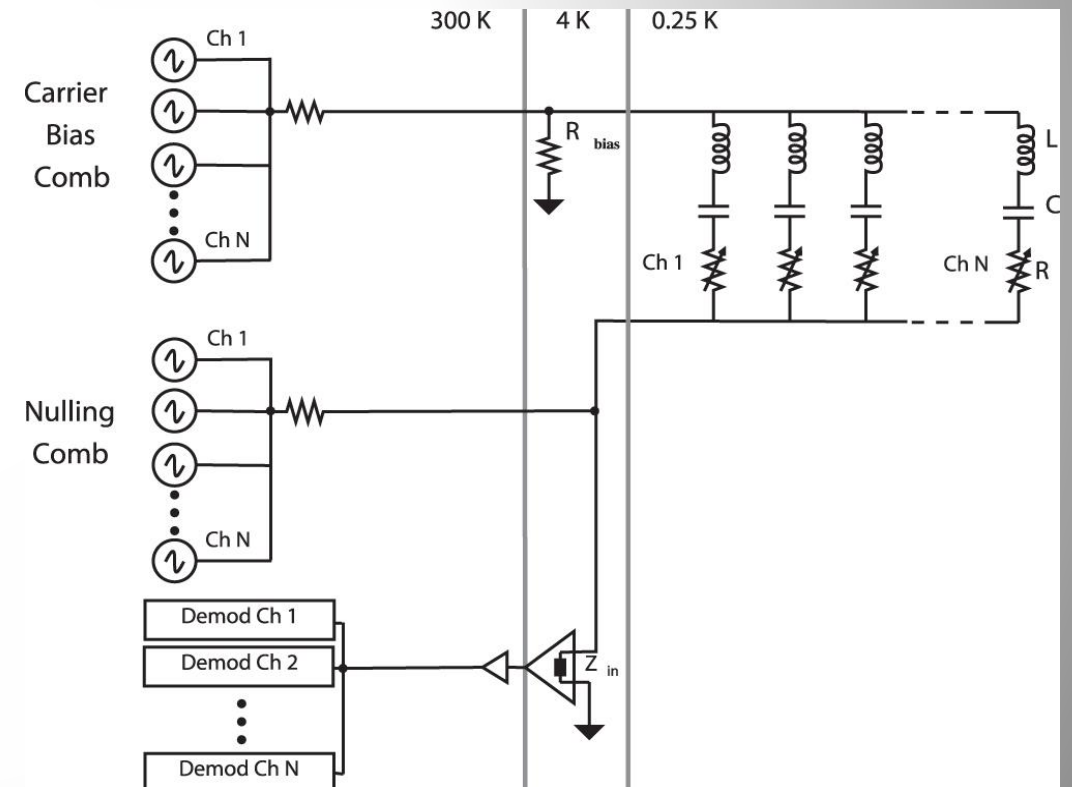 300 K
4 K
0.25 K
Ch 1
Carrier
Bias
Comb
Ch N
R bias
L
C
Ch 1
Ch N
R
Ch 1
Nulling
Comb
Ch N
Demod Ch 1
Demod Ch 2
Z in
Demod Ch N